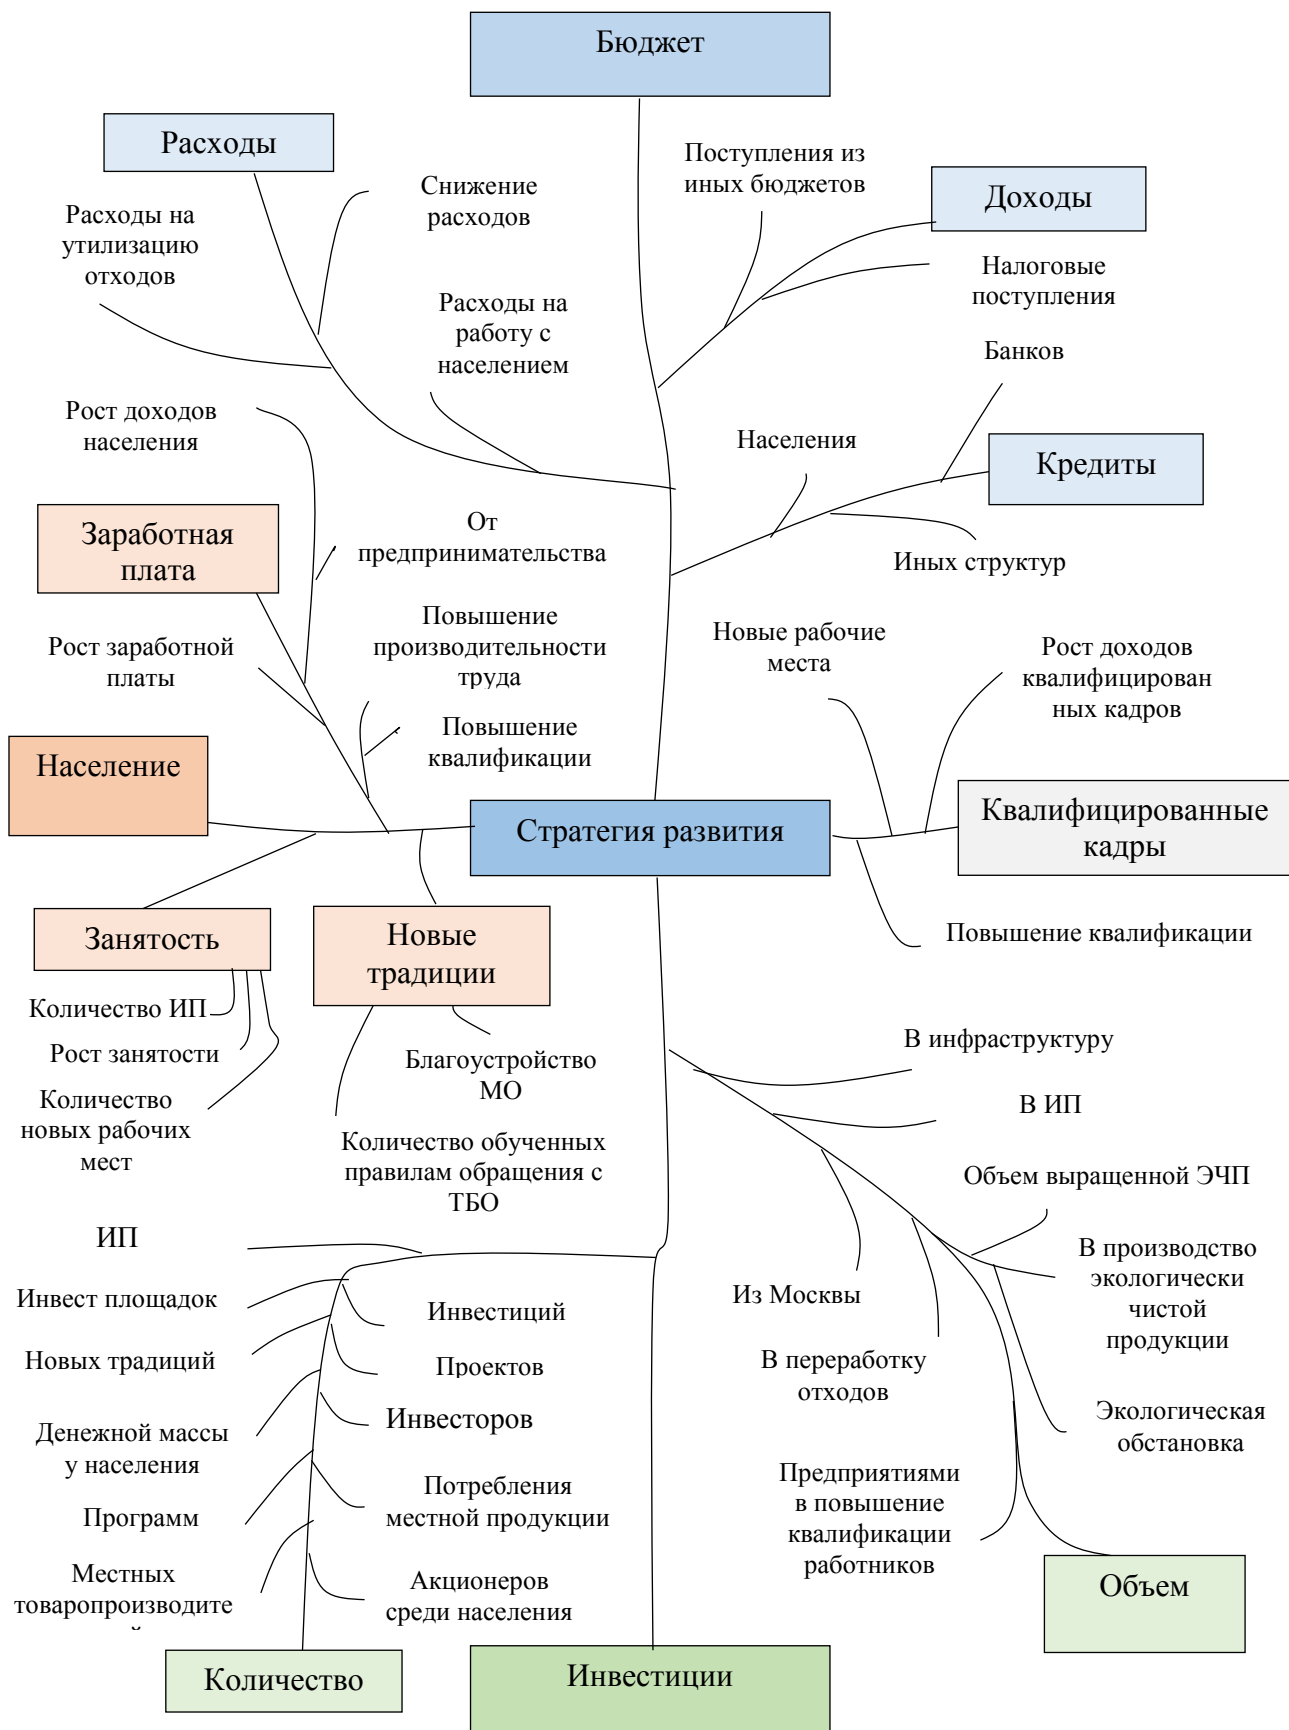 Бюджет
Расходы
Поступления из
иных бюджетов
Доходы
Снижение
расходов
Расходы на
утилизацию
отходов
Налоговые
поступления
Расходы на
работу с
населением
Банков
Рост доходов
населения
Населения
Кредиты
Заработная
плата
От
предпринимательства
Иных структур
Повышение
производительности
труда
Новые рабочие
места
Рост доходов
квалифицирован
ных кадров
Рост заработной
платы
Повышение
квалификации
Население
Стратегия развития
Квалифицированные
кадры
Занятость
Новые
традиции
Повышение квалификации
Количество ИП
Рост занятости
Количество
новых рабочих
мест
Благоустройство
МО
Количество обученных
правилам обращения с
ТБО
В инфраструктуру
В ИП
Объем выращенной ЭЧП
В производство
экологически
чистой
продукции
Из Москвы
В переработку
отходов
Экологическая
обстановка
Предприятиями
в повышение
квалификации
работников
Объем
ИП
Инвест площадок
Инвестиций
Новых традиций
Проектов
Инвесторов
Денежной массы
у населения
Потребления
местной продукции
Программ
Местных
товаропроизводите
Акционеров
среди населения
Количество
Инвестиции